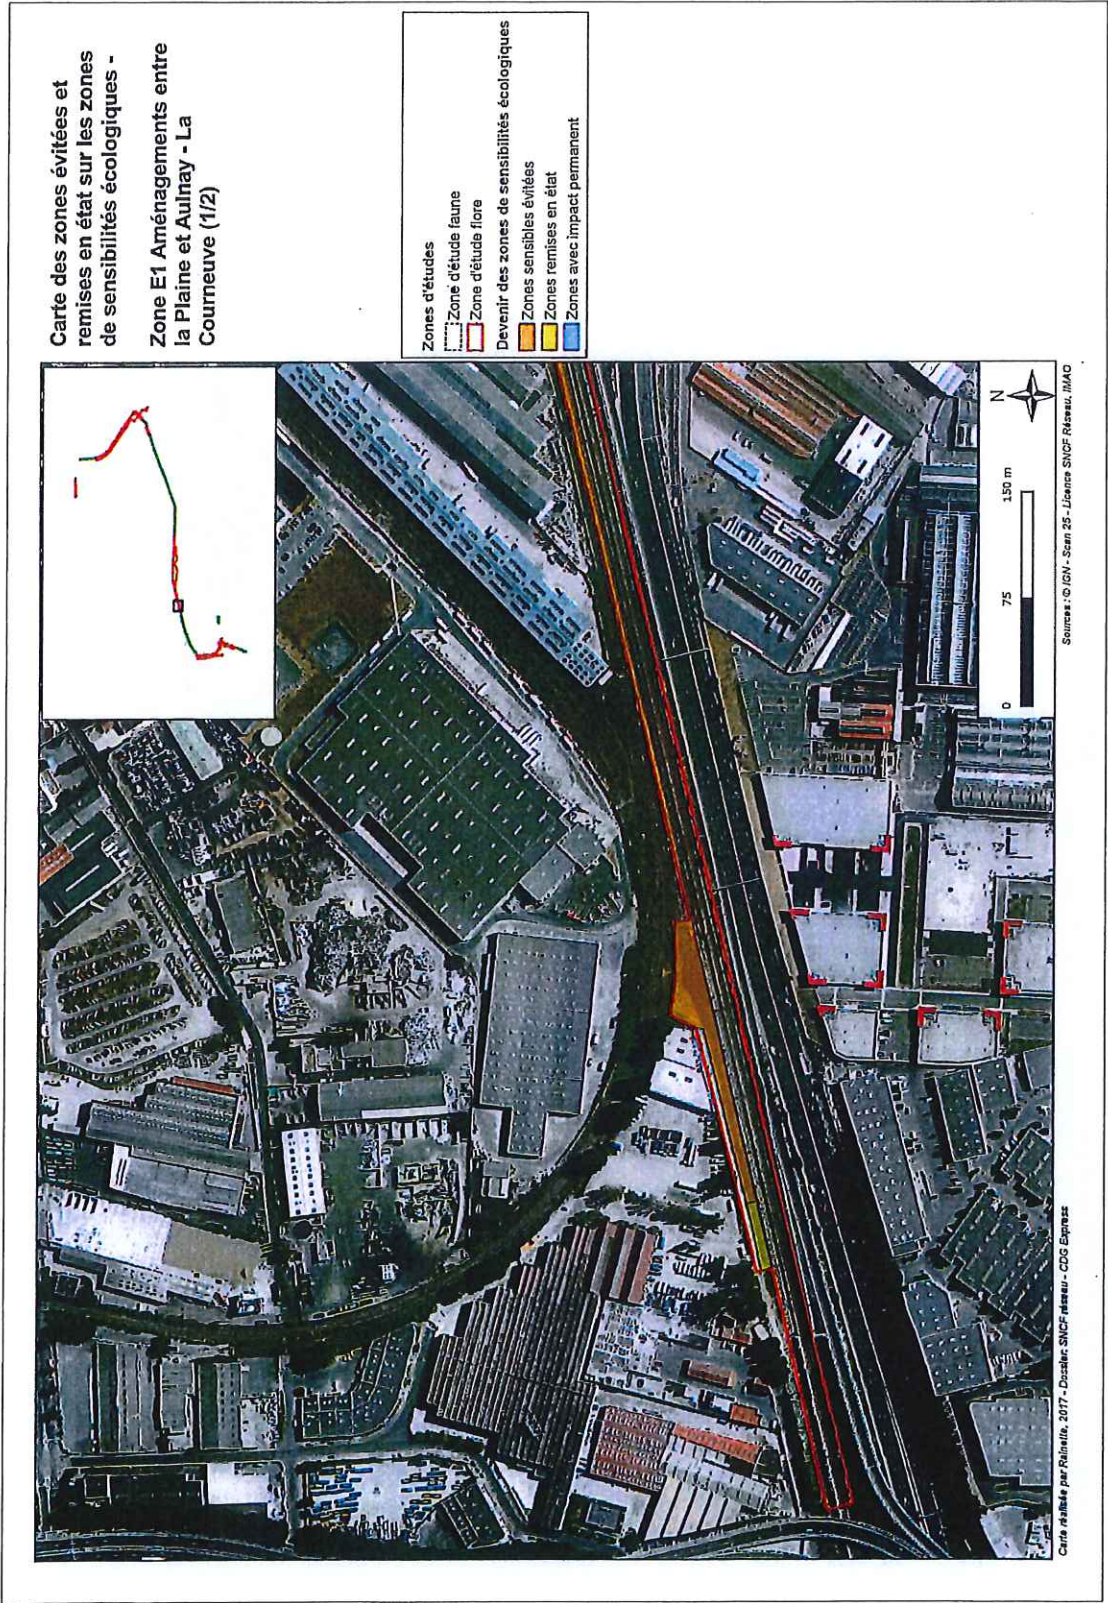 Carte des zones évitées et
remises en état sur les zones
de sensibilités écologiques -
Zone E1 Aménagements entre
la Plaine et Aulnay - La
Courneuve (1/2)
Zones d'études
Zone d'étude faune
Zone d'étude flore
Devenir des zones de sensibilités écologiques
Zones sensibles évitées
Zones remises en état
Zones avec impact permanent
N
0 75 150 m
Carte réalisée par Rainette, 2017 - Dossier: SNCF réseau - CDG Express
Sources : © IGN - Scan 25 - Licence SNCF Réseau, IMAO